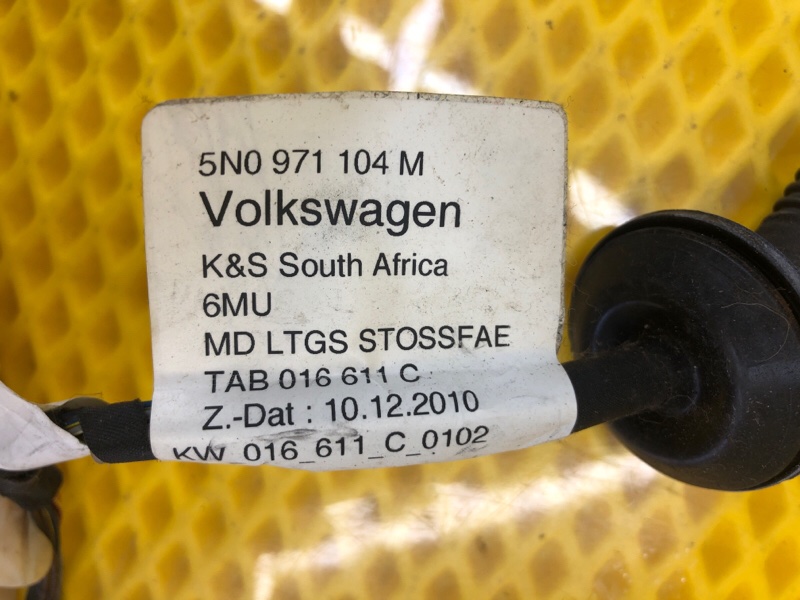 5N0 971 104 M
Volkswagen
K&S South Africa
6MU
MD LTGS STOSSFAE
TAB 016 611 C
Z.-Dat : 10.12.2010
KW_016_611_C_0102